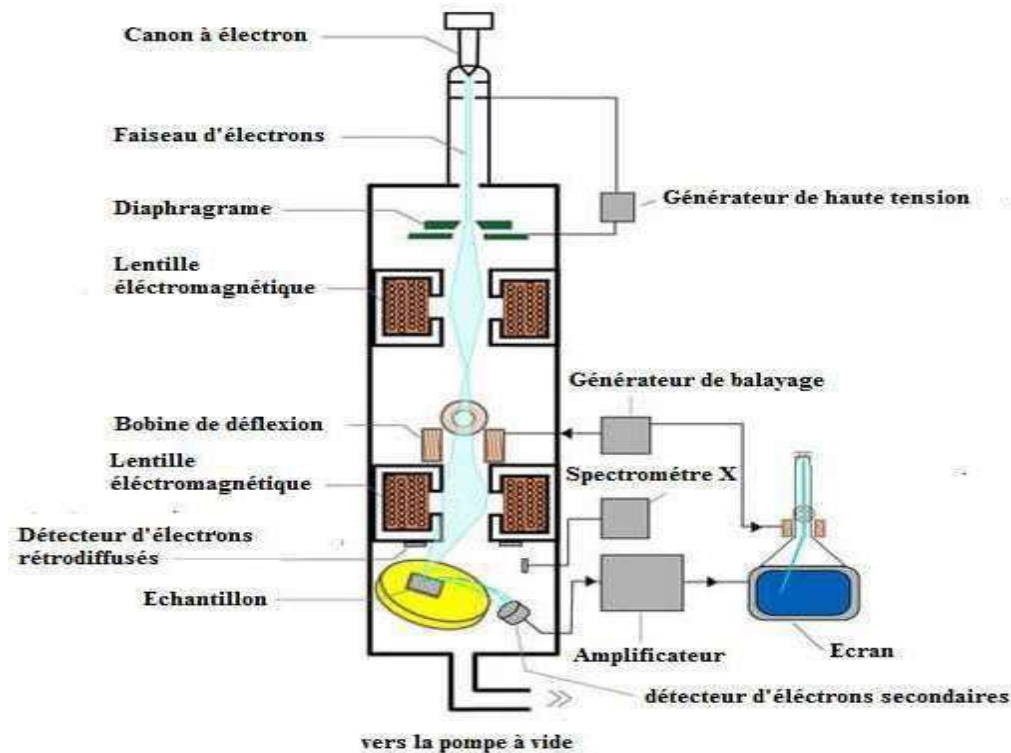 Canon à électron
Faiseau d'électrons
Diaphragrame
Générateur de haute tension
Lentille
éléctromagnétique
Générateur de balayage
Bobine de déflexion
Lentille
éléctromagnétique
Spectrométre X
Détecteur d'électrons
rétrodiffusés
Echantillon
Amplificateur
Ecran
détecteur d'éléctrons secondaires
vers la pompe à vide